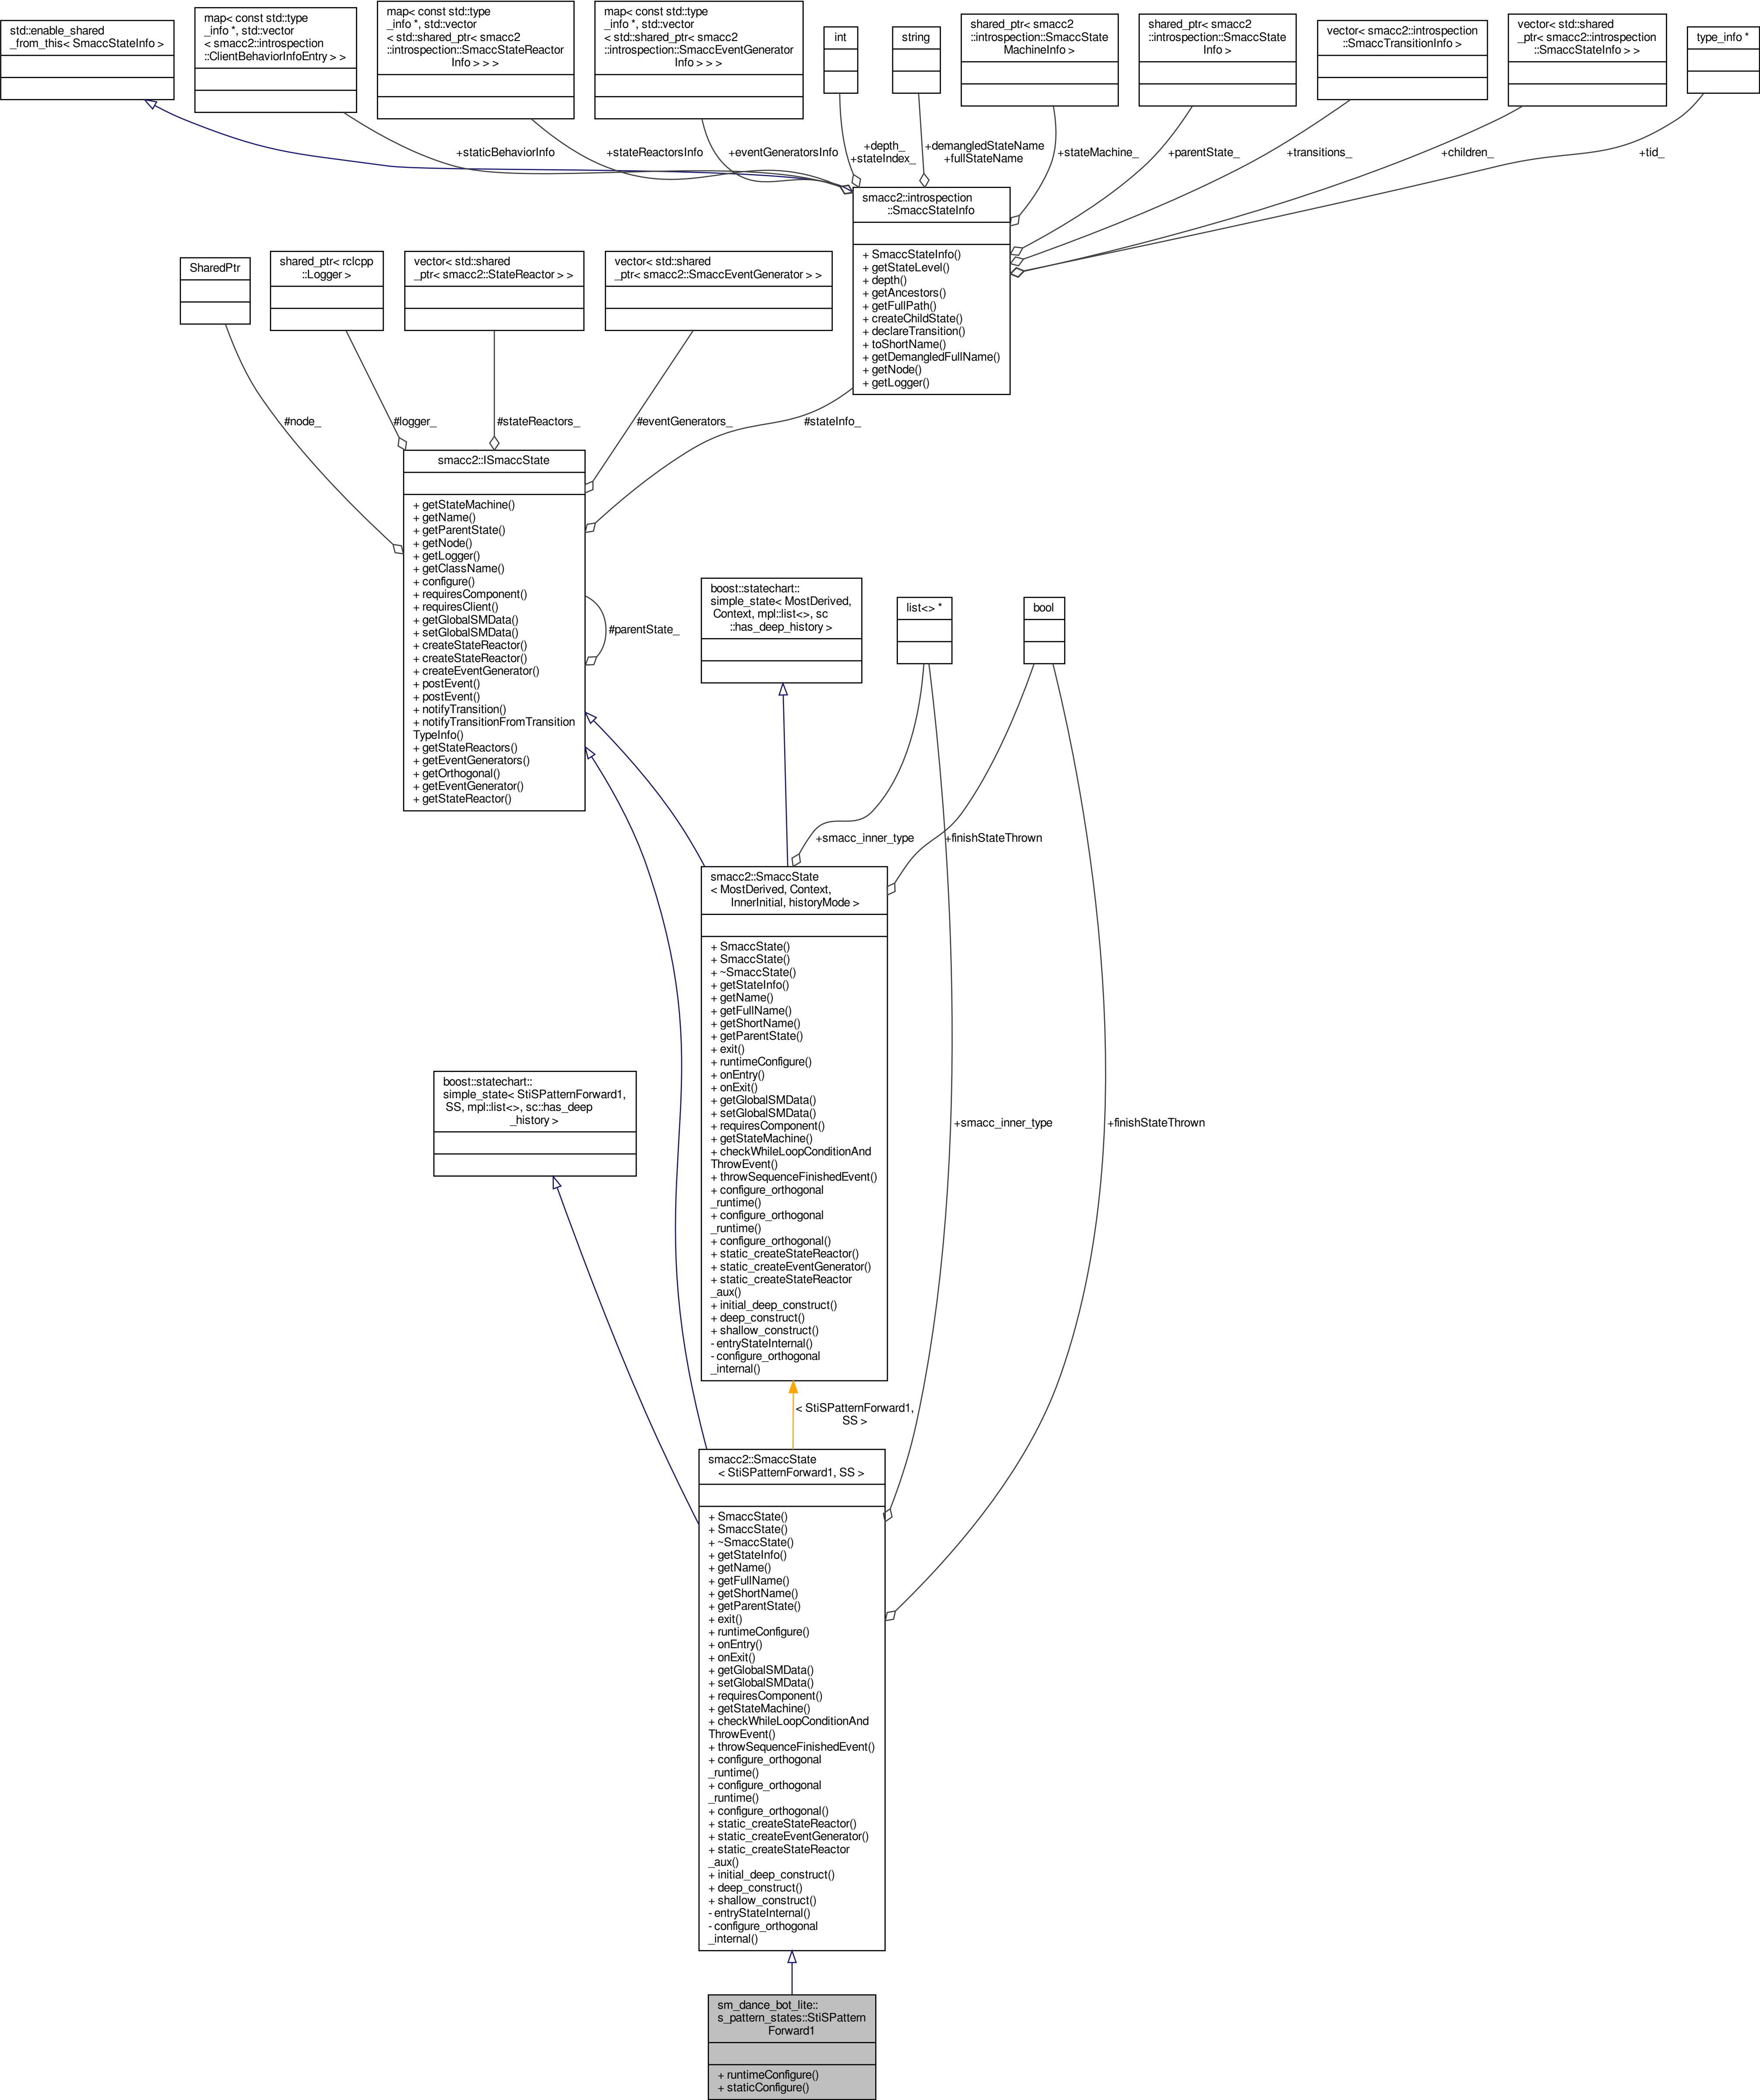 std::enable_shared
_from_this< SmaccStateInfo >
map< const std::type
_info *, std::vector
< smacc2::introspection
::ClientBehaviorInfoEntry > >
map< const std::type
_info *, std::vector
< std::shared_ptr< smacc2
::introspection::SmaccStateReactor
Info > > >
map< const std::type
_info *, std::vector
< std::shared_ptr< smacc2
::introspection::SmaccEventGenerator
Info > > >
int
string
shared_ptr< smacc2
::introspection::SmaccState
MachineInfo >
shared_ptr< smacc2
::introspection::SmaccState
Info >
vector< smacc2::introspection
::SmaccTransitionInfo >
vector< std::shared
_ptr< smacc2::introspection
::SmaccStateInfo > >
type_info *
+staticBehaviorInfo
+stateReactorsInfo
+eventGeneratorsInfo
+depth_
+stateIndex_
+demangledStateName
+fullStateName
+stateMachine_
+parentState_
+transitions_
+children_
+tid_
smacc2::introspection
::SmaccStateInfo
+ SmaccStateInfo()
+ getStateLevel()
+ depth()
+ getAncestors()
+ getFullPath()
+ createChildState()
+ declareTransition()
+ toShortName()
+ getDemangledFullName()
+ getNode()
+ getLogger()
SharedPtr
shared_ptr< rclcpp
::Logger >
vector< std::shared
_ptr< smacc2::StateReactor > >
vector< std::shared
_ptr< smacc2::SmaccEventGenerator > >
#node_
#logger_
#stateReactors_
#eventGenerators_
#stateInfo_
smacc2::ISmaccState
+ getStateMachine()
+ getName()
+ getParentState()
+ getNode()
+ getLogger()
+ getClassName()
+ configure()
+ requiresComponent()
+ requiresClient()
+ getGlobalSMData()
+ setGlobalSMData()
+ createStateReactor()
+ createStateReactor()
+ createEventGenerator()
+ postEvent()
+ postEvent()
+ notifyTransition()
+ notifyTransitionFromTransition
TypeInfo()
+ getStateReactors()
+ getEventGenerators()
+ getOrthogonal()
+ getEventGenerator()
+ getStateReactor()
#parentState_
boost::statechart::
simple_state< MostDerived,
Context, mpl::list<>, sc
::has_deep_history >
list<> *
bool
+smacc_inner_type
+finishStateThrown
smacc2::SmaccState
< MostDerived, Context,
InnerInitial, historyMode >
+ SmaccState()
+ SmaccState()
+ ~SmaccState()
+ getStateInfo()
+ getName()
+ getFullName()
+ getShortName()
+ getParentState()
+ exit()
+ runtimeConfigure()
+ onEntry()
+ onExit()
+ getGlobalSMData()
+ setGlobalSMData()
+ requiresComponent()
+ getStateMachine()
+ checkWhileLoopConditionAnd
ThrowEvent()
+ throwSequenceFinishedEvent()
+ configure_orthogonal
_runtime()
+ configure_orthogonal
_runtime()
+ configure_orthogonal()
+ static_createStateReactor()
+ static_createEventGenerator()
+ static_createStateReactor
_aux()
+ initial_deep_construct()
+ deep_construct()
+ shallow_construct()
- entryStateInternal()
- configure_orthogonal
_internal()
boost::statechart::
simple_state< StiSPatternForward1,
SS, mpl::list<>, sc::has_deep
_history >
+smacc_inner_type
+finishStateThrown
< StiSPatternForward1,
SS >
smacc2::SmaccState
< StiSPatternForward1, SS >
+ SmaccState()
+ SmaccState()
+ ~SmaccState()
+ getStateInfo()
+ getName()
+ getFullName()
+ getShortName()
+ getParentState()
+ exit()
+ runtimeConfigure()
+ onEntry()
+ onExit()
+ getGlobalSMData()
+ setGlobalSMData()
+ requiresComponent()
+ getStateMachine()
+ checkWhileLoopConditionAnd
ThrowEvent()
+ throwSequenceFinishedEvent()
+ configure_orthogonal
_runtime()
+ configure_orthogonal
_runtime()
+ configure_orthogonal()
+ static_createStateReactor()
+ static_createEventGenerator()
+ static_createStateReactor
_aux()
+ initial_deep_construct()
+ deep_construct()
+ shallow_construct()
- entryStateInternal()
- configure_orthogonal
_internal()
sm_dance_bot_lite::
s_pattern_states::StiSPattern
Forward1
+ runtimeConfigure()
+ staticConfigure()